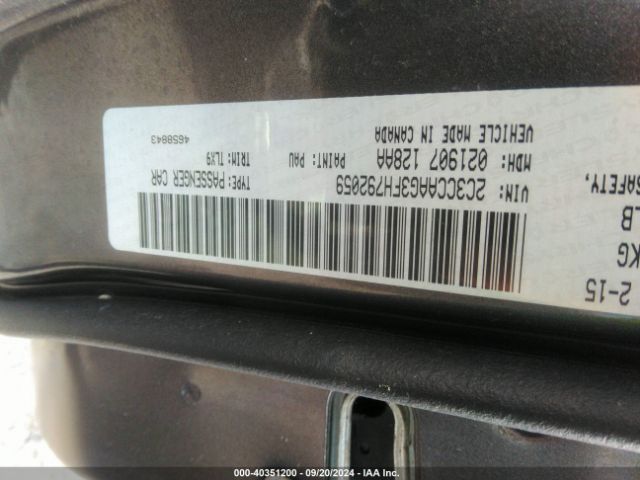 2-15
KG
LB
SAFETY,
VIN: 2C3CCAAG3FH792059
TYPE: PASSENGER CAR
MDH: 021907 128AA
PAINT: PAU
TRIM: TLX9
VEHICLE MADE IN CANADA
4658843
000-40351200 - 09/20/2024 - IAA Inc.